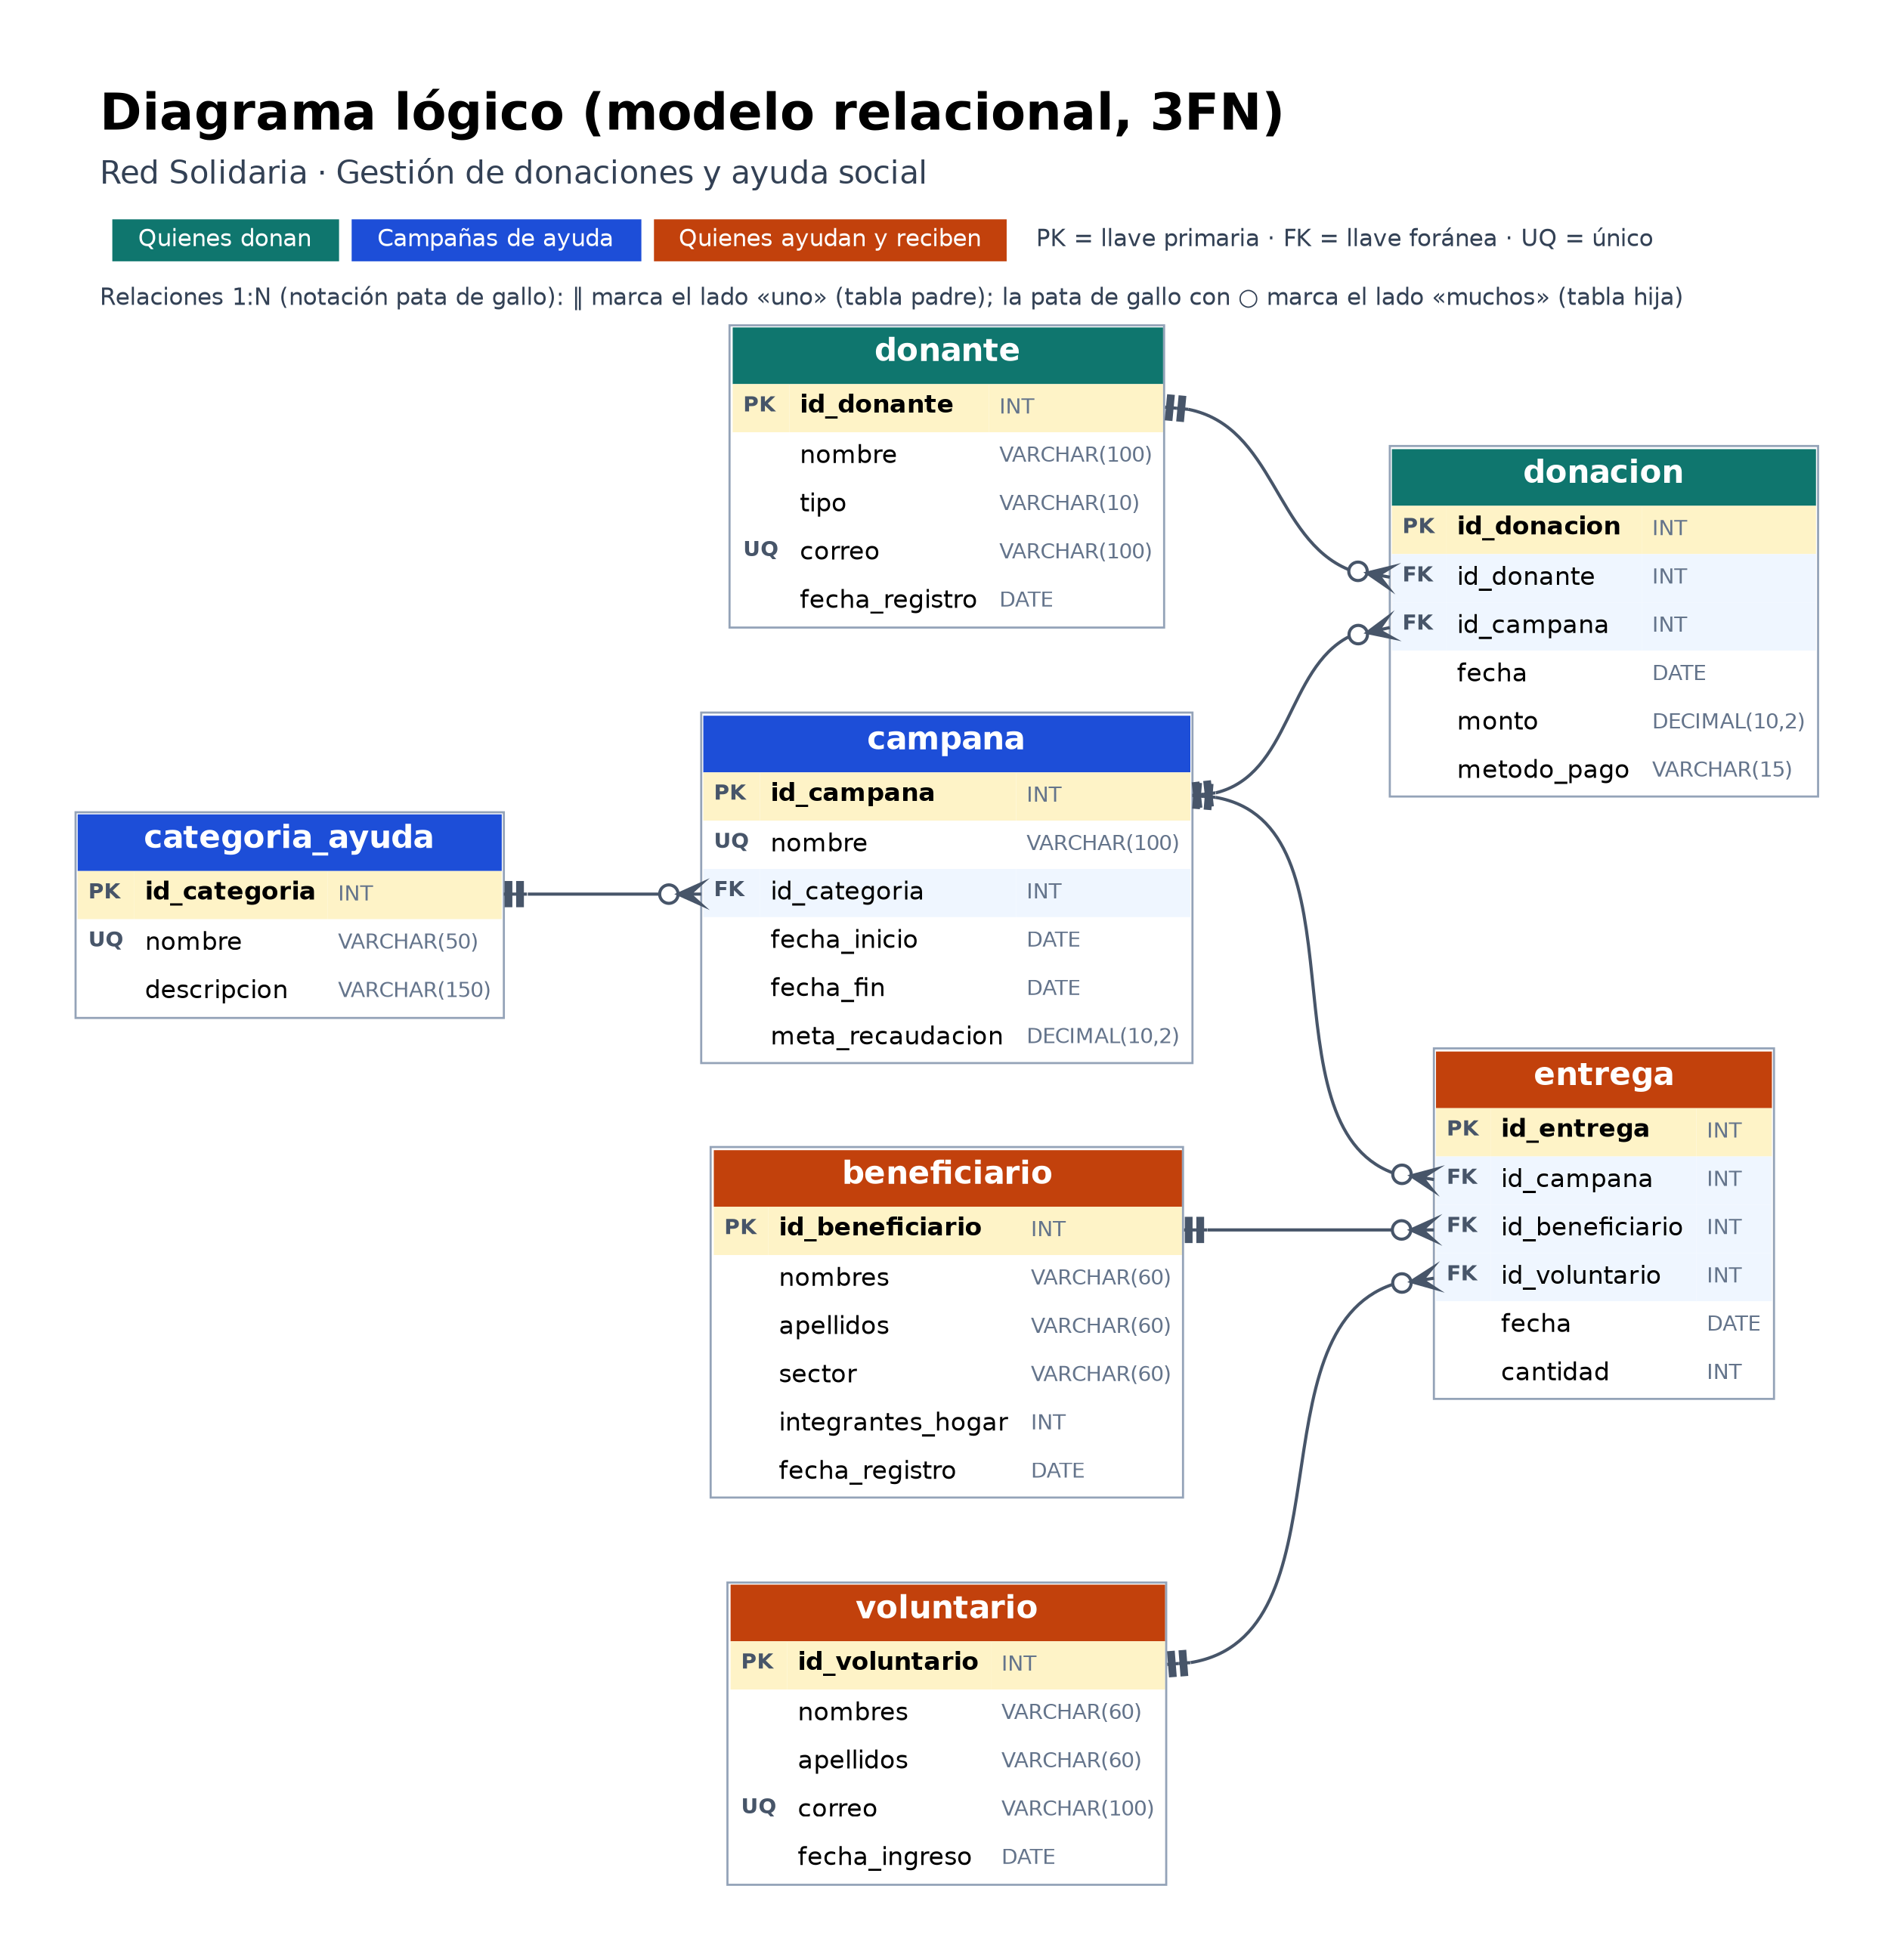 Diagrama lógico (modelo relacional, 3FN)
Red Solidaria · Gestión de donaciones y ayuda social
Quienes donan Campañas de ayuda Quienes ayudan y reciben PK = llave primaria · FK = llave foránea · UQ = único
Relaciones 1:N (notación pata de gallo): ‖ marca el lado «uno» (tabla padre); la pata de gallo con ○ marca el lado «muchos» (tabla hija)
donante
PK id_donante INT
nombre VARCHAR(100)
tipo VARCHAR(10)
UQ correo VARCHAR(100)
fecha_registro DATE
donacion
PK id_donacion INT
FK id_donante INT
FK id_campana INT
fecha DATE
monto DECIMAL(10,2)
metodo_pago VARCHAR(15)
campana
PK id_campana INT
UQ nombre VARCHAR(100)
FK id_categoria INT
fecha_inicio DATE
fecha_fin DATE
meta_recaudacion DECIMAL(10,2)
categoria_ayuda
PK id_categoria INT
UQ nombre VARCHAR(50)
descripcion VARCHAR(150)
entrega
PK id_entrega INT
FK id_campana INT
FK id_beneficiario INT
FK id_voluntario INT
fecha DATE
cantidad INT
beneficiario
PK id_beneficiario INT
nombres VARCHAR(60)
apellidos VARCHAR(60)
sector VARCHAR(60)
integrantes_hogar INT
fecha_registro DATE
voluntario
PK id_voluntario INT
nombres VARCHAR(60)
apellidos VARCHAR(60)
UQ correo VARCHAR(100)
fecha_ingreso DATE